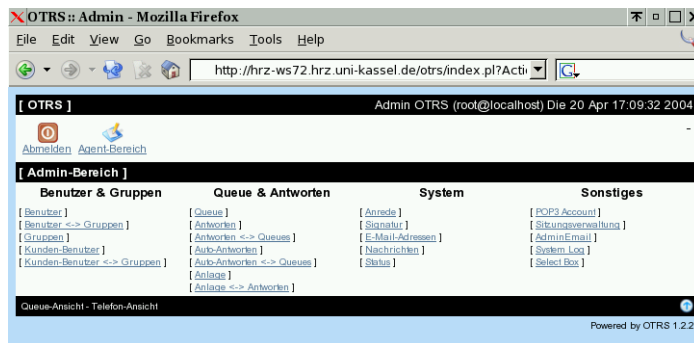 OTRS :: Admin - Mozilla Firefox
File Edit View Go Bookmarks Tools Help
http://hrz-ws72.hrz.uni-kassel.de/otrs/index.pl?Acti
[ OTRS ] Admin OTRS (root@localhost) Die 20 Apr 17:09:32 2004
Abmelden Agent-Bereich -
[ Admin-Bereich ]
Benutzer & Gruppen Queue & Antworten System Sonstiges
[ Benutzer ] [ Queue ] [ Anrede ] [ POP3 Account ]
[ Benutzer <-> Gruppen ] [ Antworten ] [ Signatur ] [ Sitzungsverwaltung ]
[ Gruppen ] [ Antworten <-> Queues ] [ E-Mail-Adressen ] [ AdminEmail ]
[ Kunden-Benutzer ] [ Auto-Antworten ] [ Nachrichten ] [ System Log ]
[ Kunden-Benutzer <-> Gruppen ] [ Auto-Antworten <-> Queues ] [ Status ] [ Select Box ]
[ Anlage ]
[ Anlage <-> Antworten ]
Queue-Ansicht - Telefon-Ansicht
Powered by OTRS 1.2.2